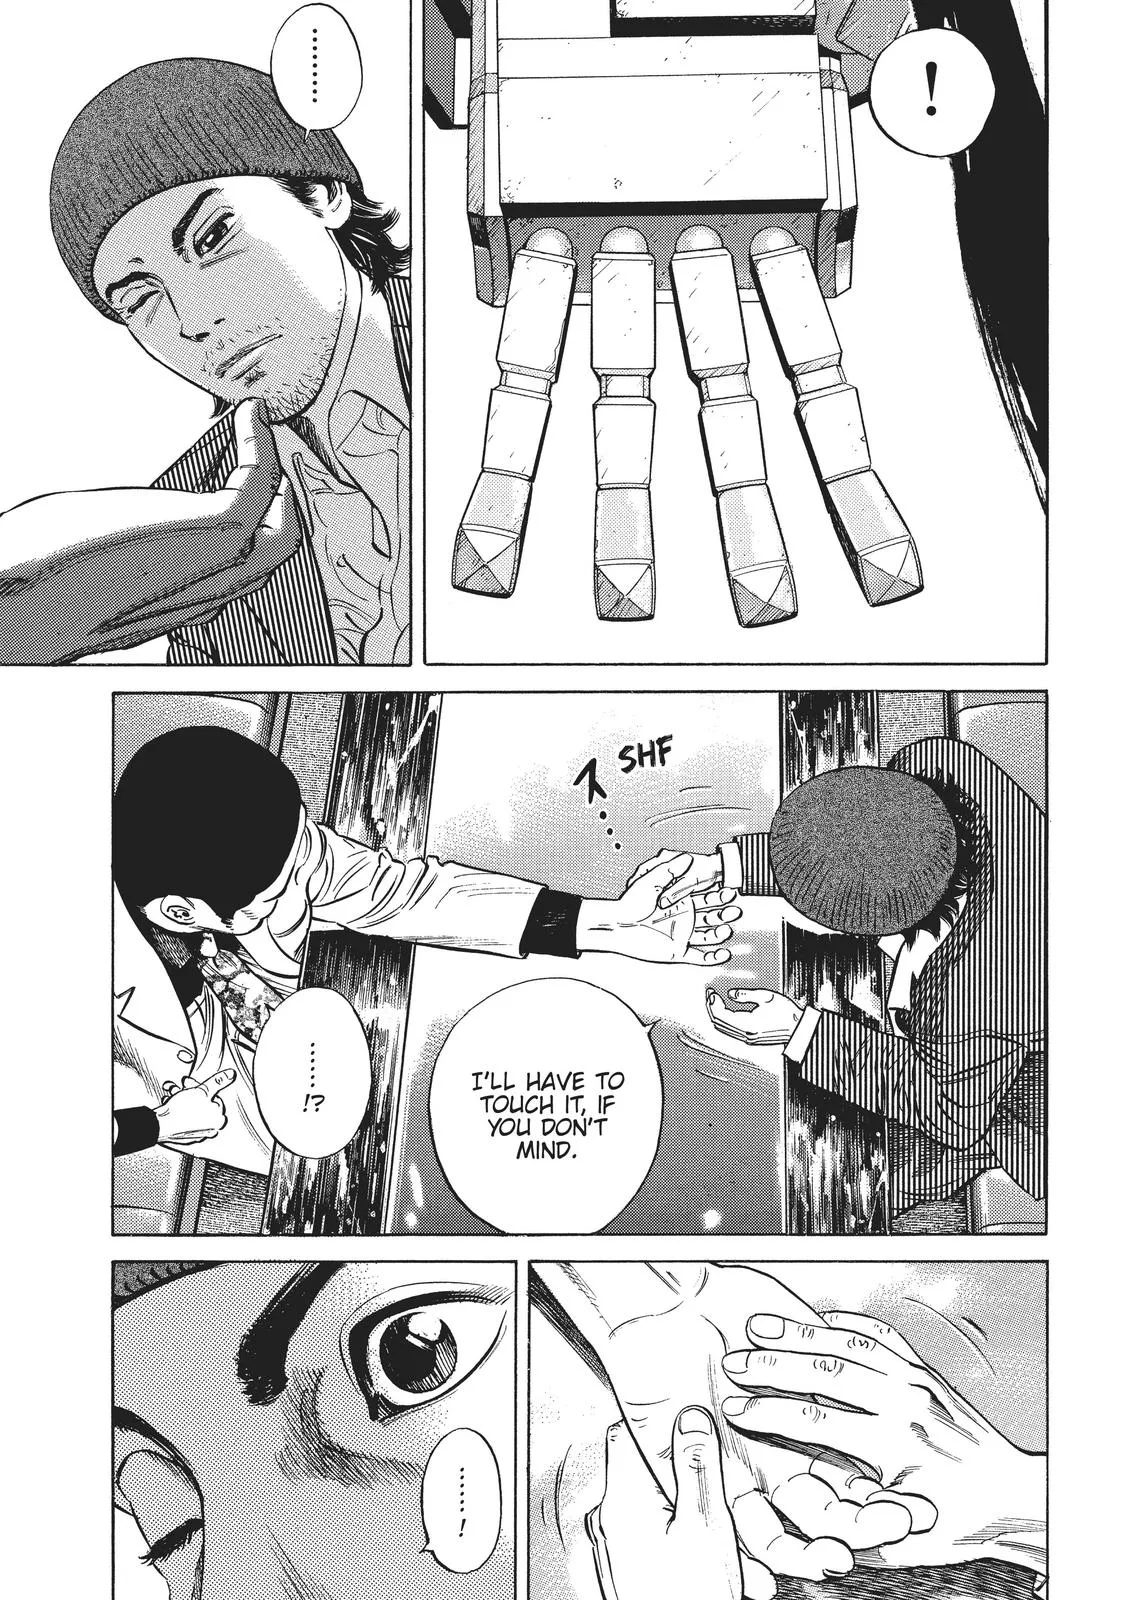 !
………
SHF
I'LL HAVE TO
TOUCH IT, IF
YOU DON'T
MIND.
……
!?
……
!